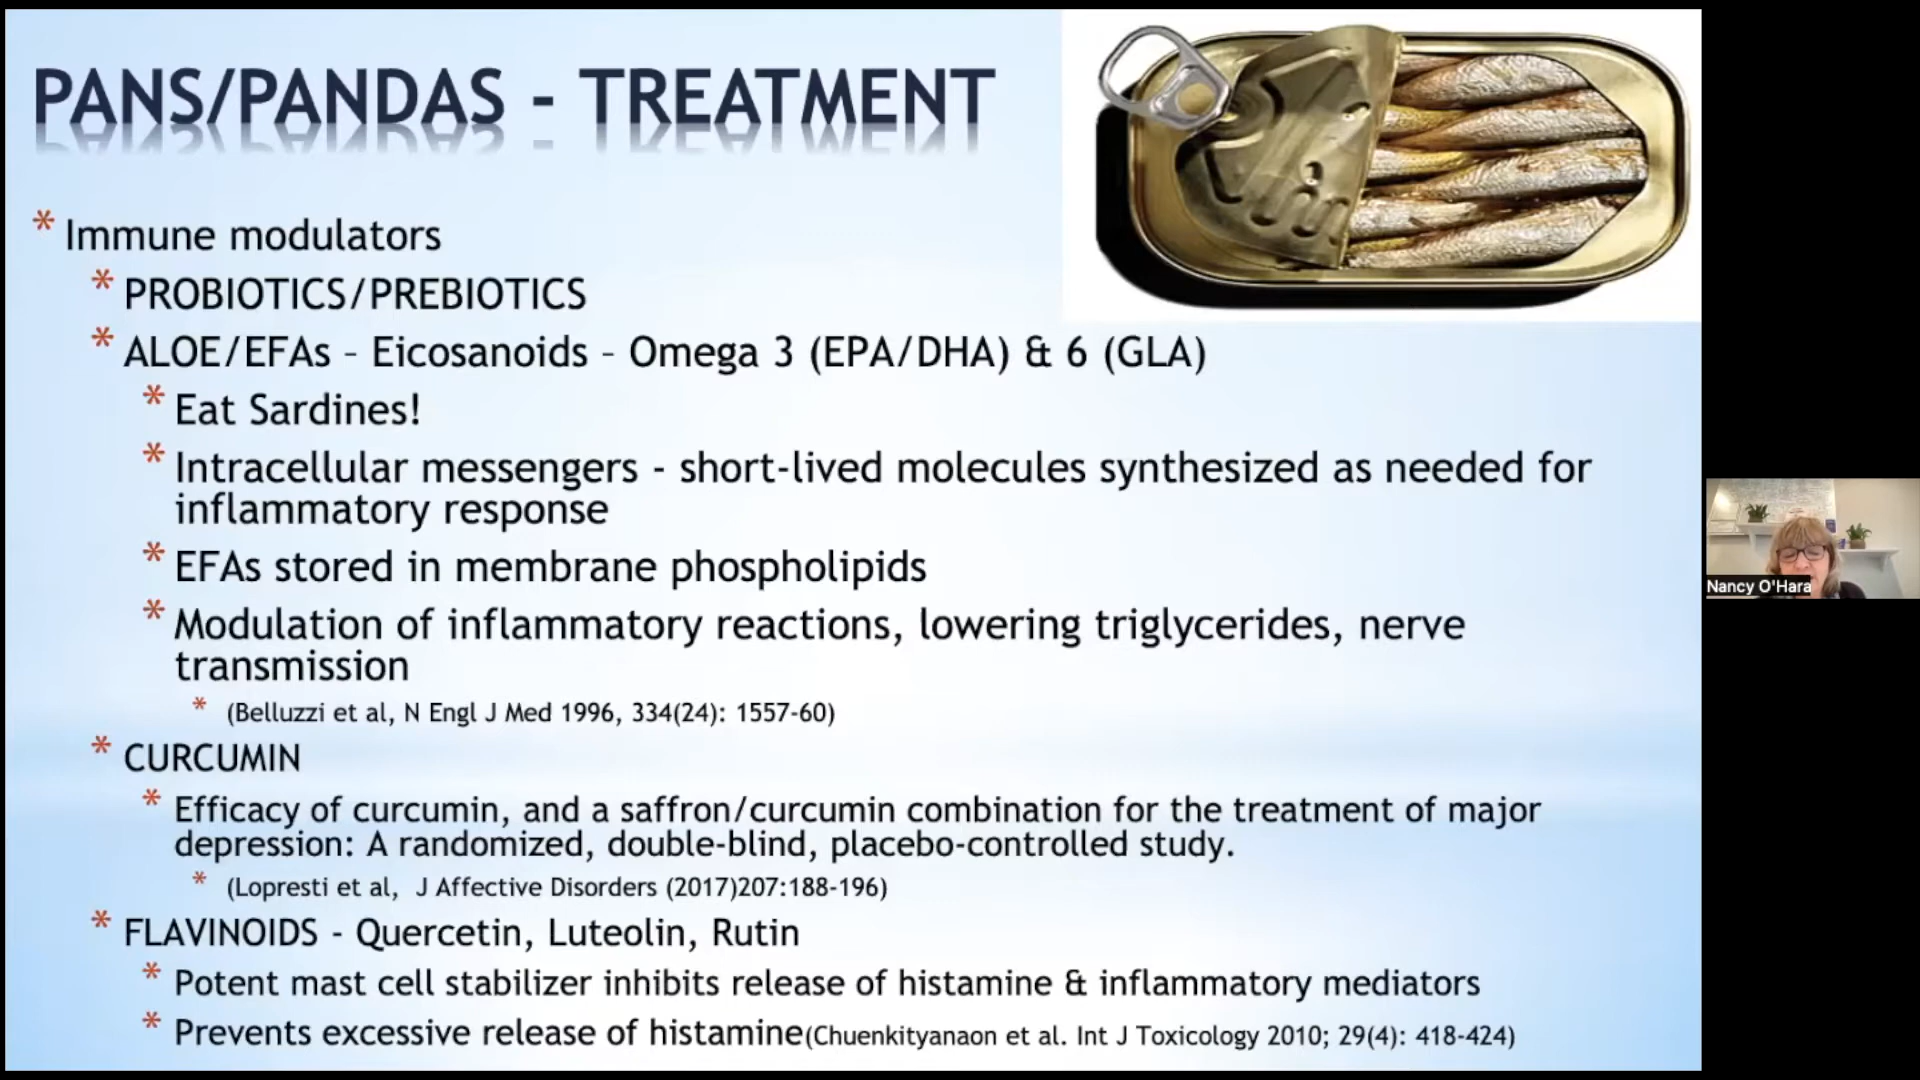 PANS/PANDAS - TREATMENT
* Immune modulators
* PROBIOTICS/PREBIOTICS
* ALOE/EFAs – Eicosanoids – Omega 3 (EPA/DHA) & 6 (GLA)
* Eat Sardines!
* Intracellular messengers - short-lived molecules synthesized as needed for
inflammatory response
* EFAs stored in membrane phospholipids
* Modulation of inflammatory reactions, lowering triglycerides, nerve
transmission
* (Belluzzi et al, N Engl J Med 1996, 334(24): 1557-60)
* CURCUMIN
* Efficacy of curcumin, and a saffron/curcumin combination for the treatment of major
depression: A randomized, double-blind, placebo-controlled study.
* (Lopresti et al, J Affective Disorders (2017)207:188-196)
* FLAVINOIDS - Quercetin, Luteolin, Rutin
* Potent mast cell stabilizer inhibits release of histamine & inflammatory mediators
* Prevents excessive release of histamine(Chuenkityanaon et al. Int J Toxicology 2010; 29(4): 418-424)
Nancy O'Hara